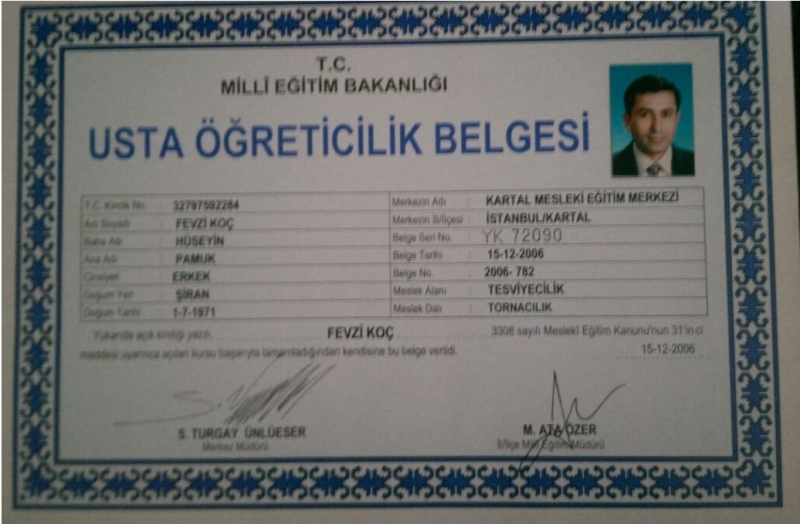 T.C.
MİLLÎ EĞİTİM BAKANLIĞI
USTA ÖĞRETİCİLİK BELGESİ
T.C. Kimlik No. : 32797592284
Adı Soyadı : FEVZİ KOÇ
Baba Adı : HÜSEYİN
Ana Adı : PAMUK
Cinsiyeti : ERKEK
Doğum Yeri : ŞİRAN
Doğum Tarihi : 1-7-1971
Merkezin Adı : KARTAL MESLEKİ EĞİTİM MERKEZİ
Merkezin İli/İlçesi : İSTANBUL/KARTAL
Belge Seri No. : YK 72090
Belge Tarihi : 15-12-2006
Belge No. : 2006- 782
Meslek Alanı : TESVİYECİLİK
Meslek Dalı : TORNACILIK
Yukarıda açık kimliği yazılı, FEVZİ KOÇ 3308 sayılı Meslekî Eğitim Kanunu'nun 31'inci
maddesi uyarınca açılan kursu başarıyla tamamladığından kendisine bu belge verildi. 15-12-2006
S. TURGAY ÜNLÜESER
Merkez Müdürü
M. ATA ÖZER
İl/İlçe Millî Eğitim Müdürü